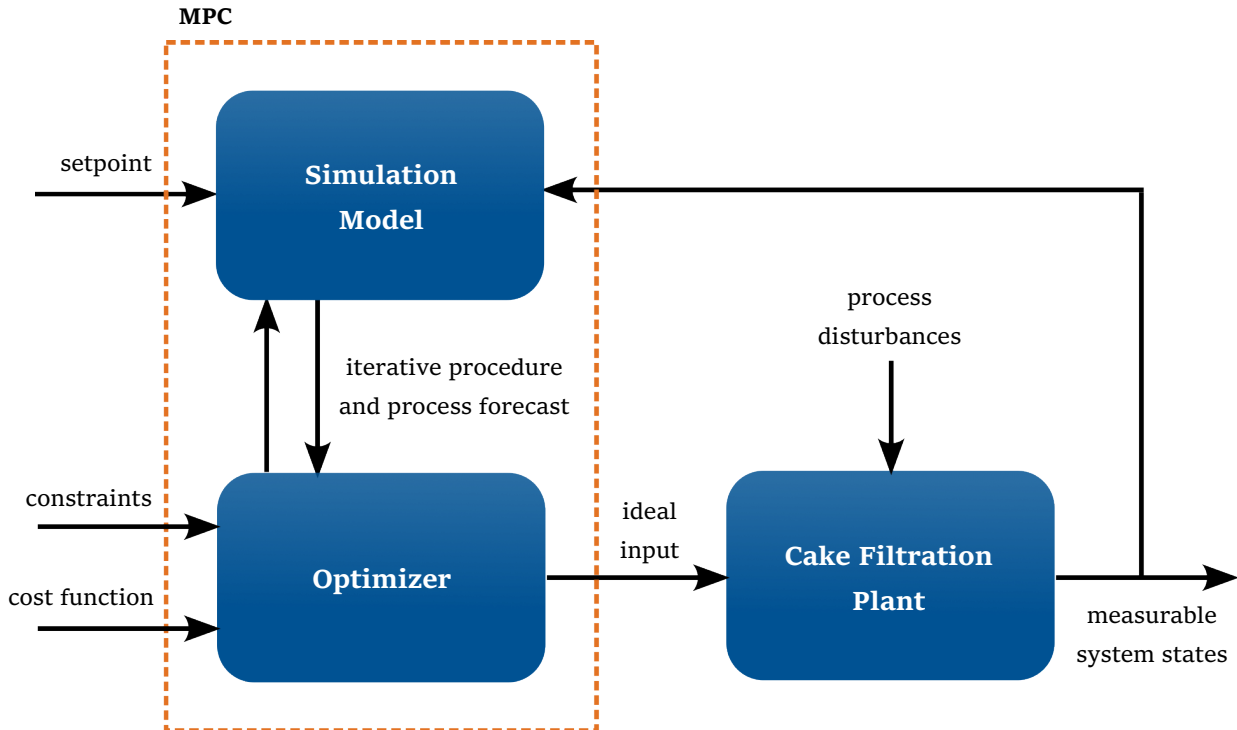 MPC
setpoint
Simulation
Model
process
disturbances
iterative procedure
and process forecast
constraints
ideal
input
Optimizer
Cake Filtration
Plant
cost function
measurable
system states